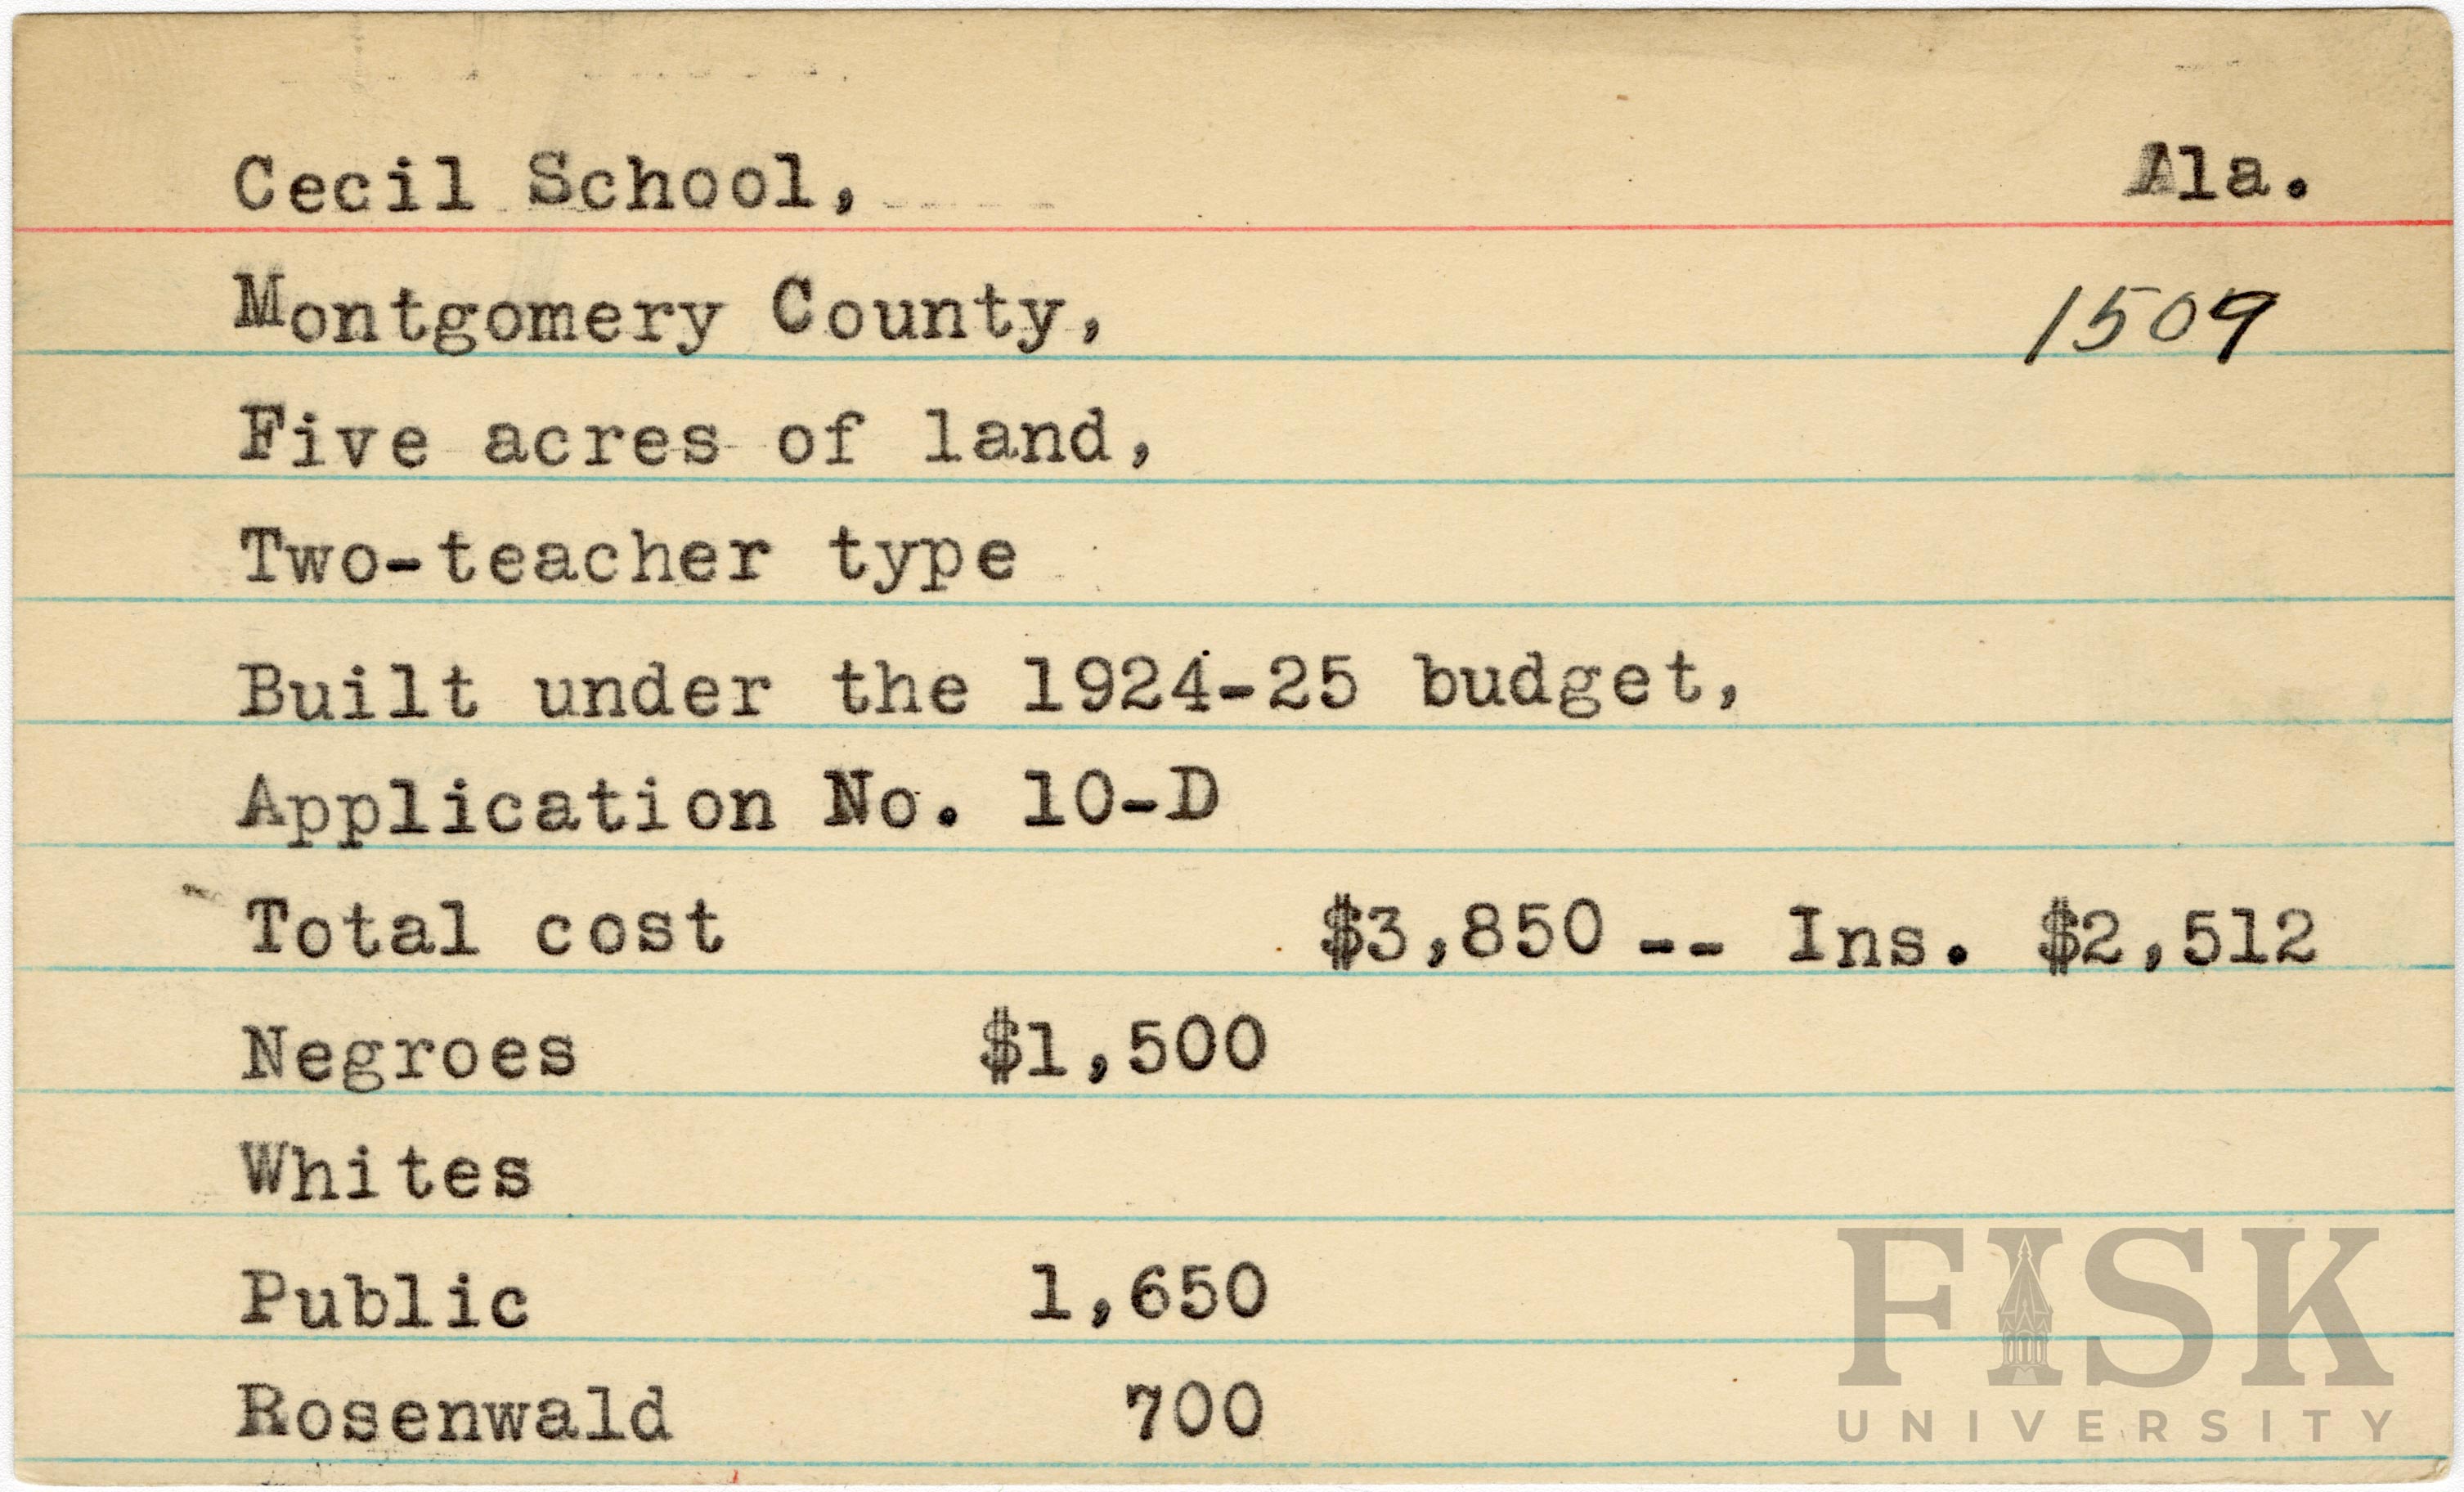 Cecil School, Ala.
Montgomery County, 1509
Five acres of land,
Two-teacher type
Built under the 1924-25 budget,
Application No. 10-D
Total cost $3,850 -- Ins. $2,512
Negroes $1,500
Whites
Public 1,650
Rosenwald 700
FISK
UNIVERSITY